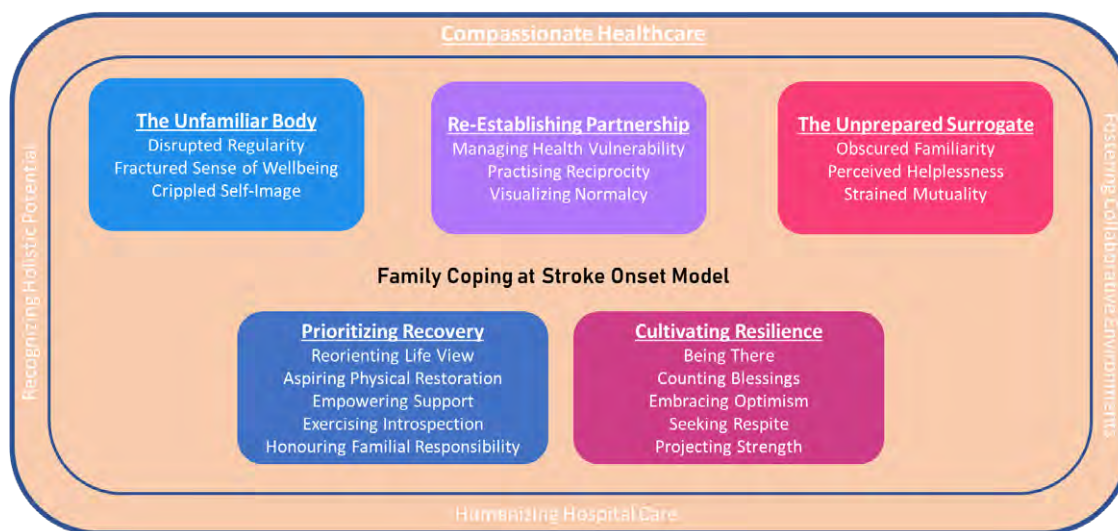 Compassionate Healthcare
Recognizing Holistic Potential
The Unfamiliar Body
Disrupted Regularity
Fractured Sense of Wellbeing
Crippled Self-Image
Re-Establishing Partnership
Managing Health Vulnerability
Practising Reciprocity
Visualizing Normalcy
The Unprepared Surrogate
Obscured Familiarity
Perceived Helplessness
Strained Mutuality
Fostering Collaborative Environments
Family Coping at Stroke Onset Model
Prioritizing Recovery
Reorienting Life View
Aspiring Physical Restoration
Empowering Support
Exercising Introspection
Honouring Familial Responsibility
Cultivating Resilience
Being There
Counting Blessings
Embracing Optimism
Seeking Respite
Projecting Strength
Humanizing Hospital Care